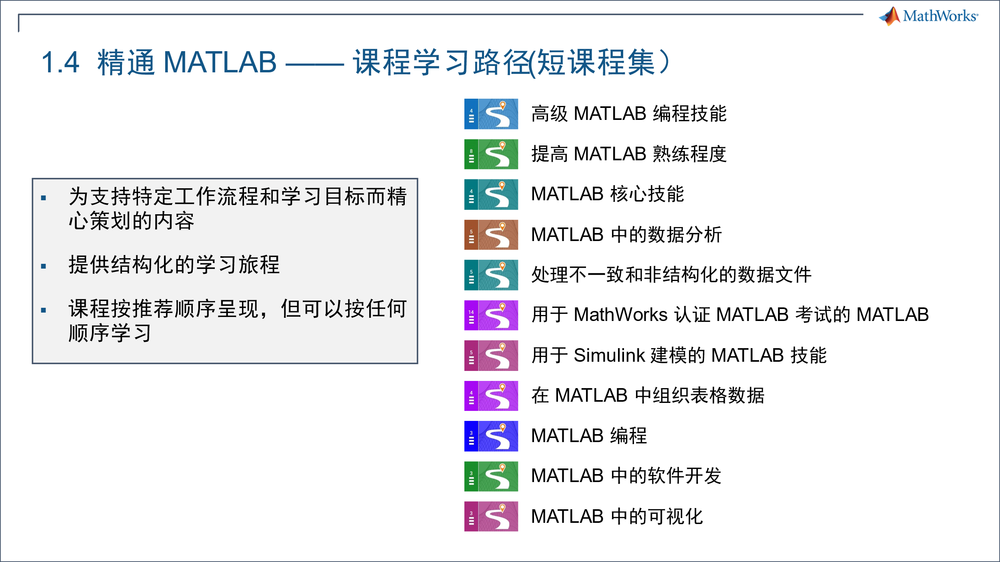 MathWorks®
1.4 精通 MATLAB —— 课程学习路径(短课程集）
▪ 为支持特定工作流程和学习目标而精
心策划的内容
▪ 提供结构化的学习旅程
▪ 课程按推荐顺序呈现，但可以按任何
顺序学习
4 高级 MATLAB 编程技能
8 提高 MATLAB 熟练程度
4 MATLAB 核心技能
5 MATLAB 中的数据分析
5 处理不一致和非结构化的数据文件
14 用于 MathWorks 认证 MATLAB 考试的 MATLAB
5 用于 Simulink 建模的 MATLAB 技能
4 在 MATLAB 中组织表格数据
3 MATLAB 编程
3 MATLAB 中的软件开发
3 MATLAB 中的可视化